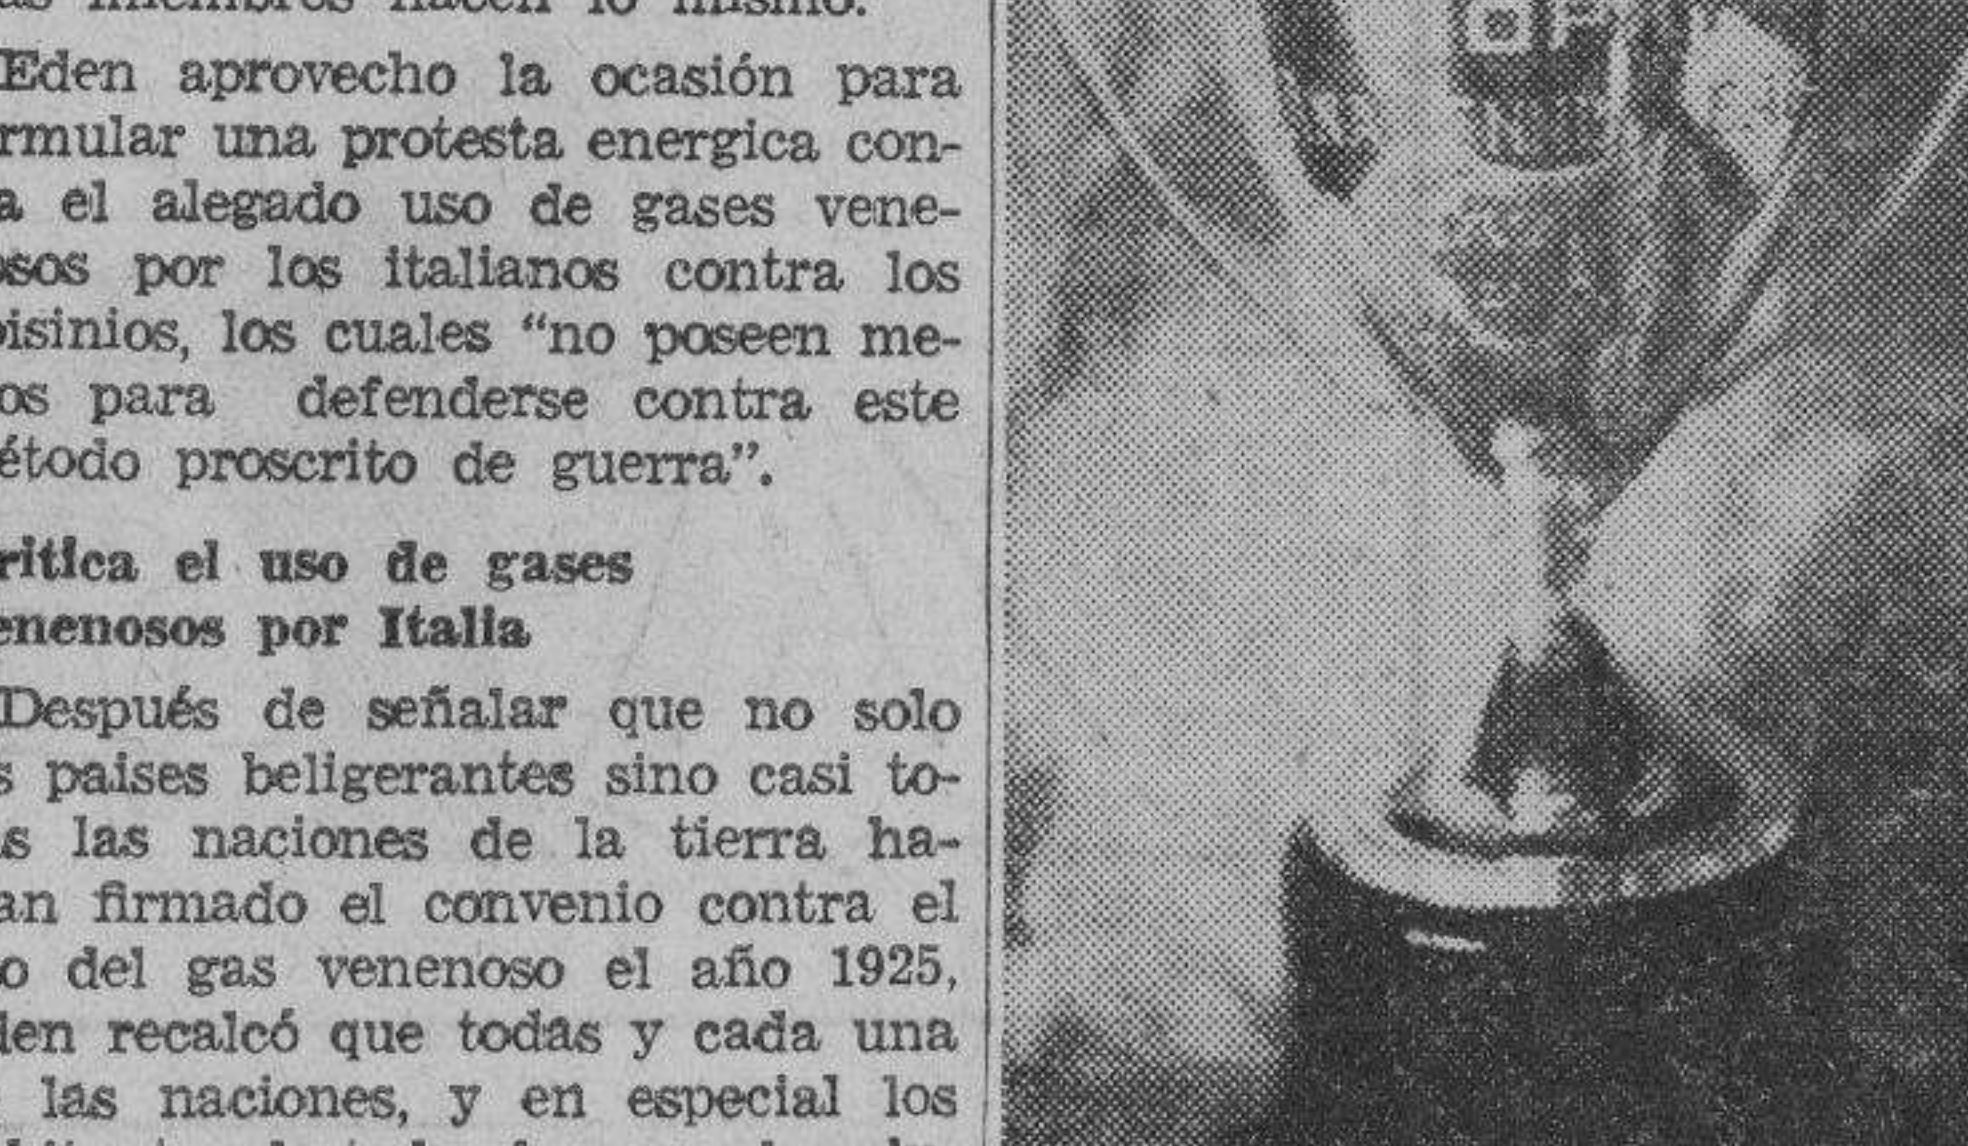 miembros hacen lo mismo.
Eden aprovecho la ocasión para
rmular una protesta energica con-
a el alegado uso de gases vene-
osos por los italianos contra los
bisinios, los cuales “no poseen me-
os para defenderse contra este
étodo proscrito de guerra”.
ritica el uso de gases
enenosos por Italia
Después de señalar que no solo
s paises beligerantes sino casi to-
as las naciones de la tierra ha-
an firmado el convenio contra el
o del gas venenoso el año 1925,
den recalcó que todas y cada una
las naciones, y en especial los